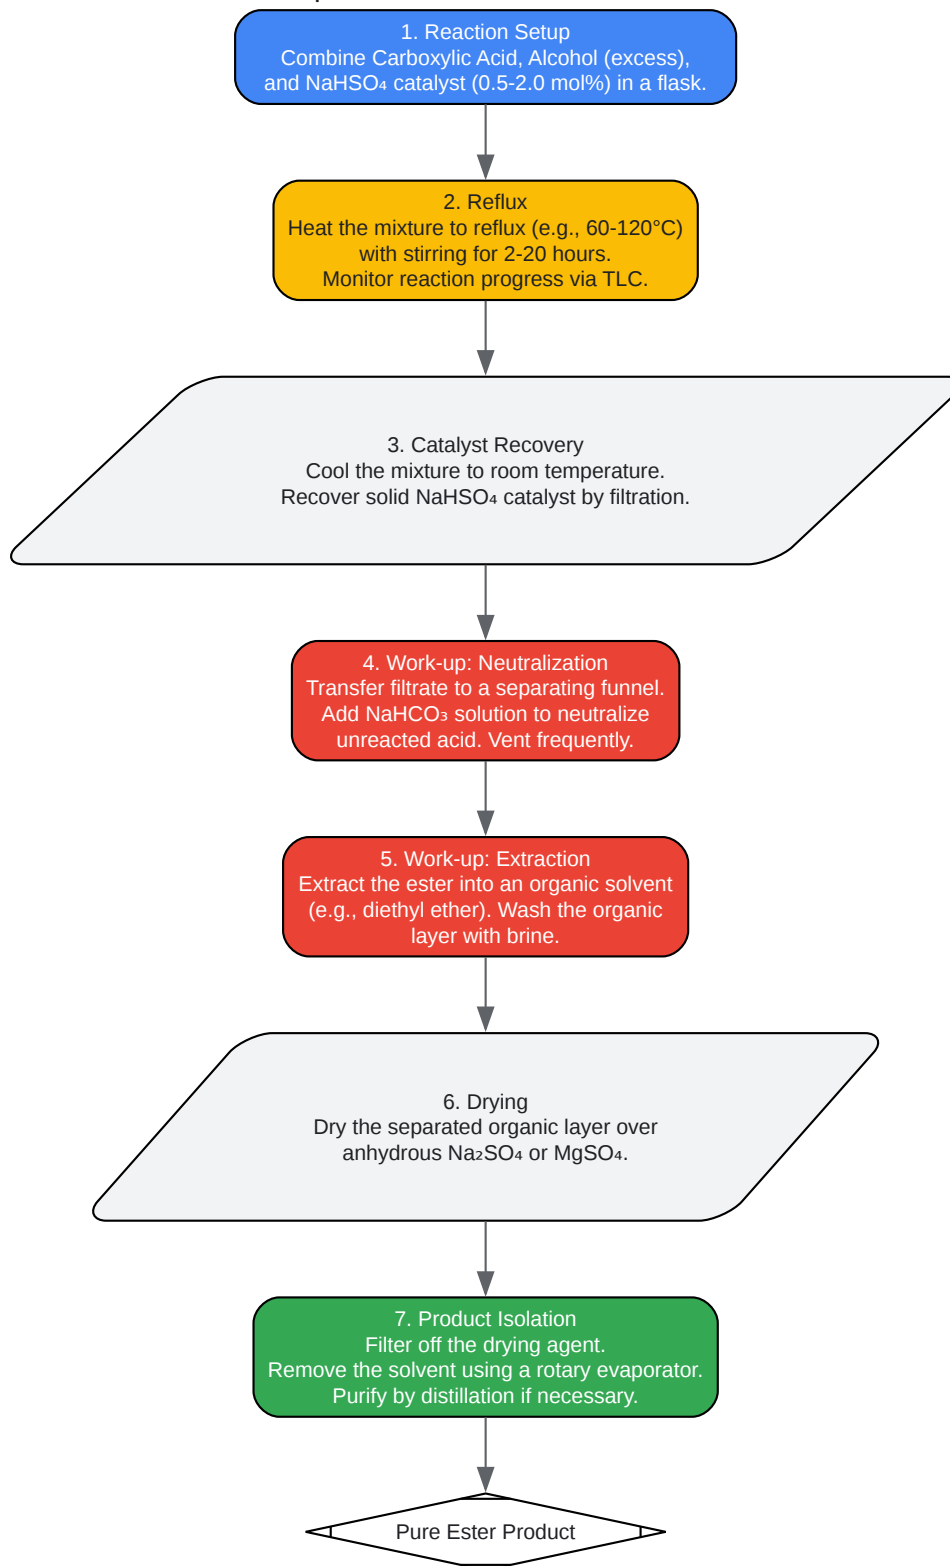 1. Reaction Setup
Combine Carboxylic Acid, Alcohol (excess),
and NaHSO₄ catalyst (0.5-2.0 mol%) in a flask.
2. Reflux
Heat the mixture to reflux (e.g., 60-120°C)
with stirring for 2-20 hours.
Monitor reaction progress via TLC.
3. Catalyst Recovery
Cool the mixture to room temperature.
Recover solid NaHSO₄ catalyst by filtration.
4. Work-up: Neutralization
Transfer filtrate to a separating funnel.
Add NaHCO₃ solution to neutralize
unreacted acid. Vent frequently.
5. Work-up: Extraction
Extract the ester into an organic solvent
(e.g., diethyl ether). Wash the organic
layer with brine.
6. Drying
Dry the separated organic layer over
anhydrous Na₂SO₄ or MgSO₄.
7. Product Isolation
Filter off the drying agent.
Remove the solvent using a rotary evaporator.
Purify by distillation if necessary.
Pure Ester Product